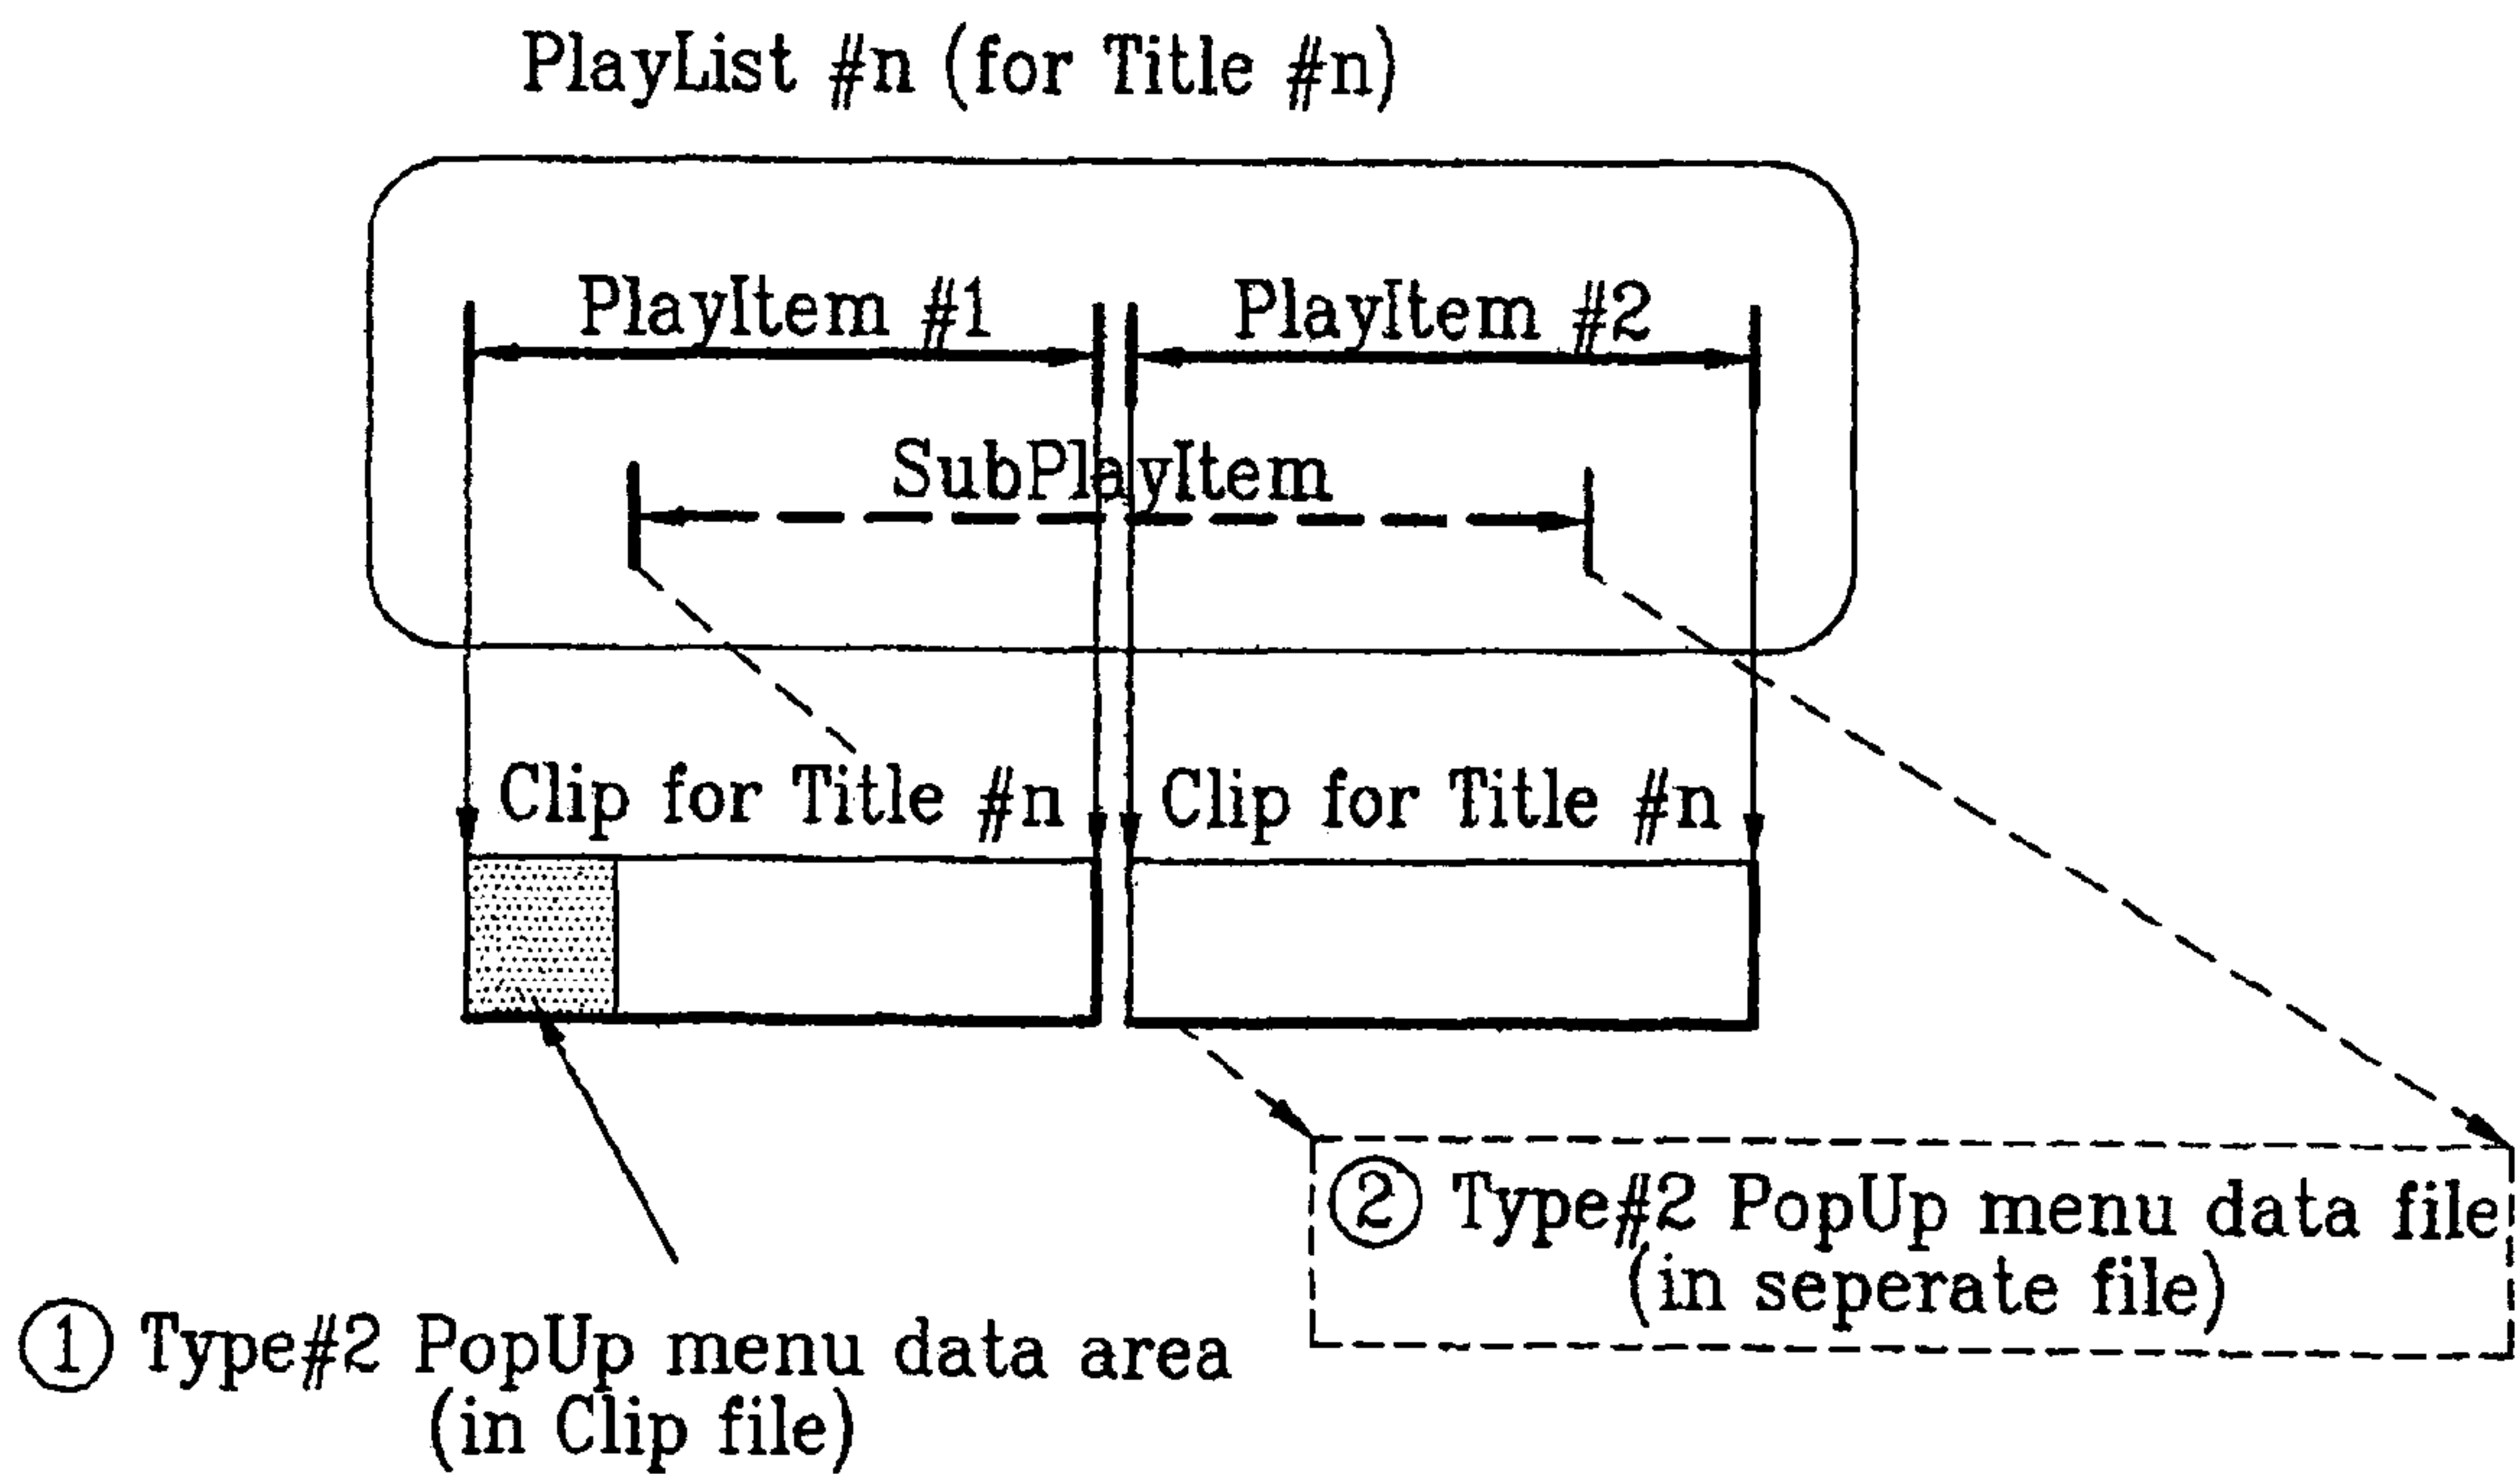 PlayList #n (for Title #n)
PlayItem #1
PlayItem #2
SubPlayItem
Clip for Title #n
Clip for Title #n
② Type#2 PopUp menu data file
(in seperate file)
① Type#2 PopUp menu data area
(in Clip file)